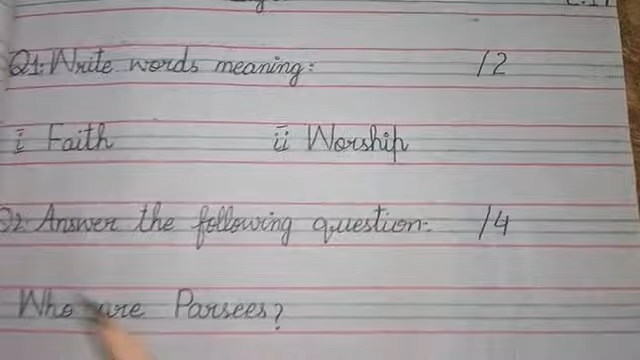 Q1: Write words meaning: /2
i Faith ii Worship
Q2: Answer the following question:- /4
Who are Parsees?